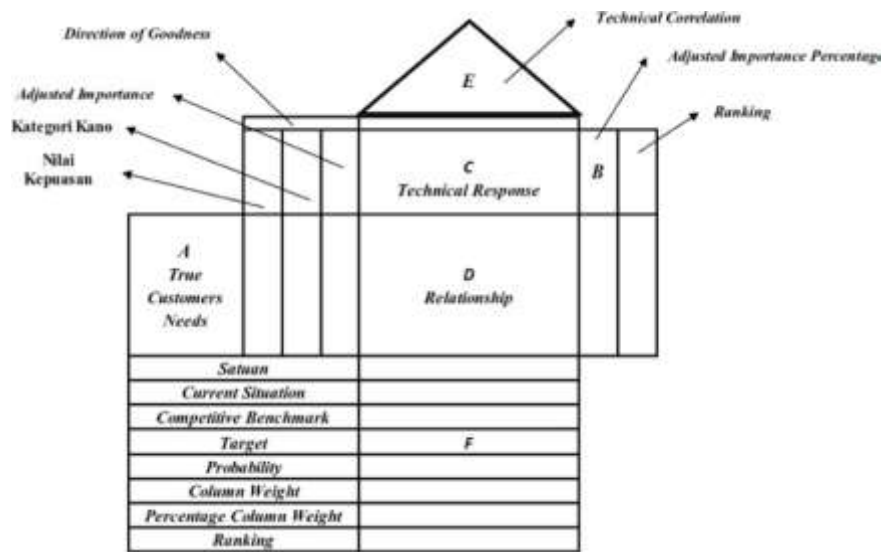 Technical Correlation
Direction of Goodness
Adjusted Importance Percentage
E
Adjusted Importance
Ranking
Kategori Kano
Nilai
Kepuasan
C
Technical Response
B
A
True
Customers
Needs
D
Relationship
Satuan
Current Situation
Competitive Benchmark
Target
F
Probability
Column Weight
Percentage Column Weight
Ranking